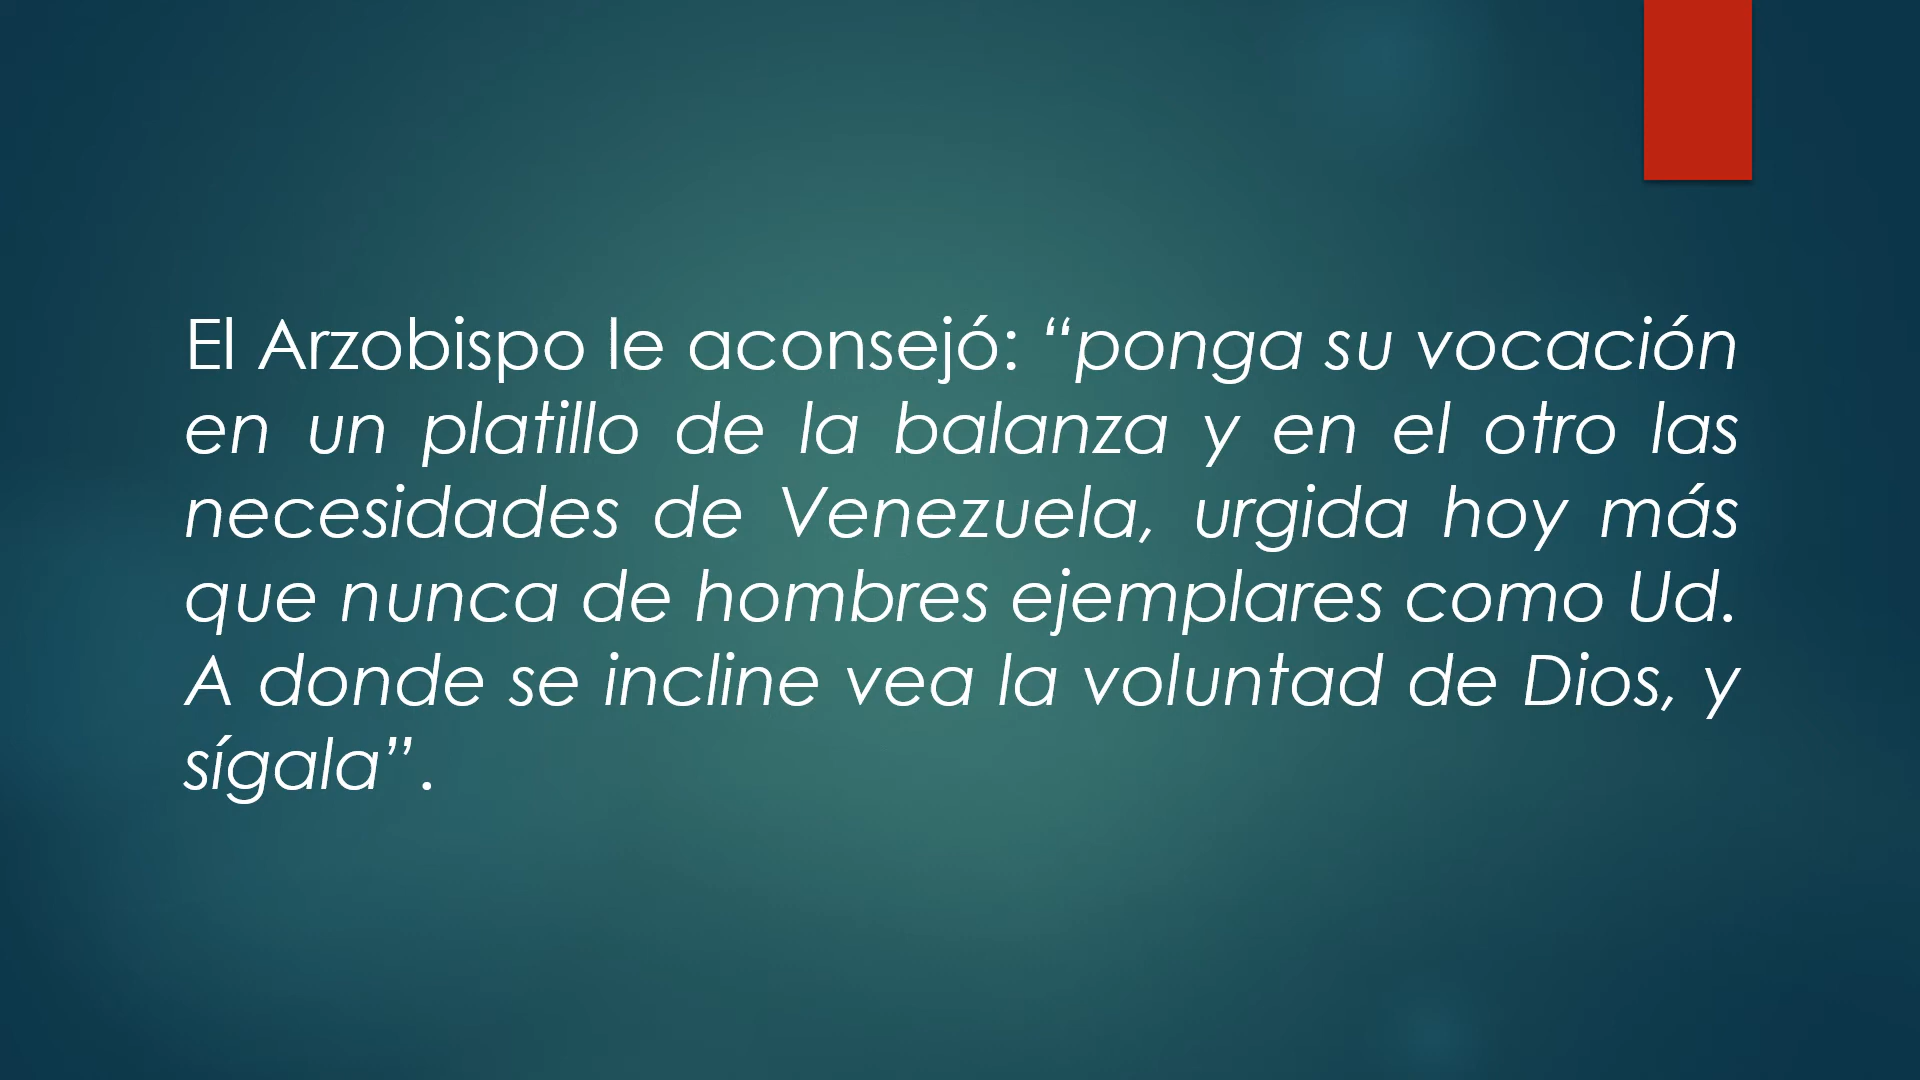 El Arzobispo le aconsejó: “ponga su vocación
en un platillo de la balanza y en el otro las
necesidades de Venezuela, urgida hoy más
que nunca de hombres ejemplares como Ud.
A donde se incline vea la voluntad de Dios, y
sígala”.